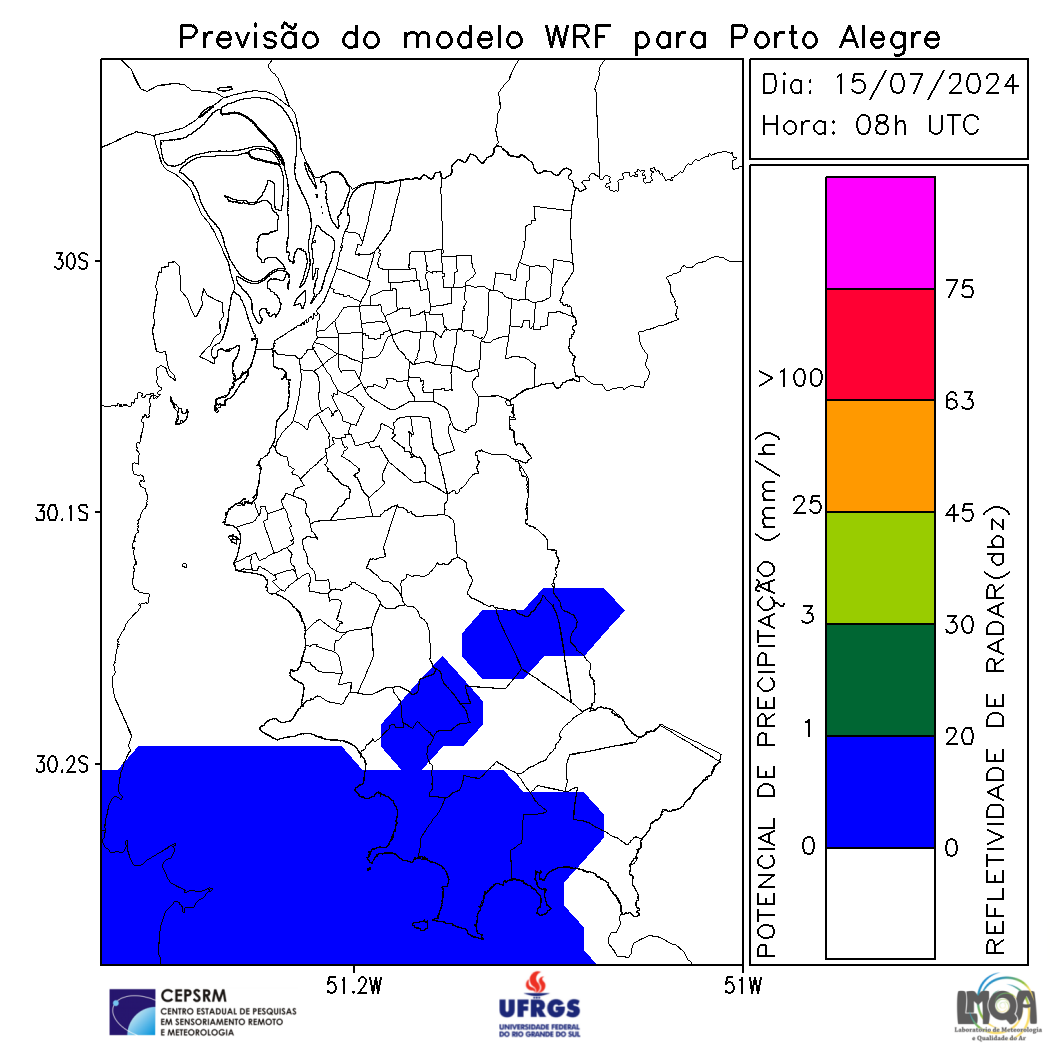 Previsão do modelo WRF para Porto Alegre
Dia: 15/07/2024
Hora: 08h UTC
30S
30.1S
30.2S
51.2W
51W
POTENCIAL DE PRECIPITAÇÃO (mm/h)
>100
25
3
1
0
75
63
45
30
20
0
REFLETIVIDADE DE RADAR(dbz)
CEPSRM
CENTRO ESTADUAL DE PESQUISAS
EM SENSORIAMENTO REMOTO
E METEOROLOGIA
UFRGS
UNIVERSIDADE FEDERAL
DO RIO GRANDE DO SUL
LMQA
Laboratório de Meteorologia
e Qualidade do Ar